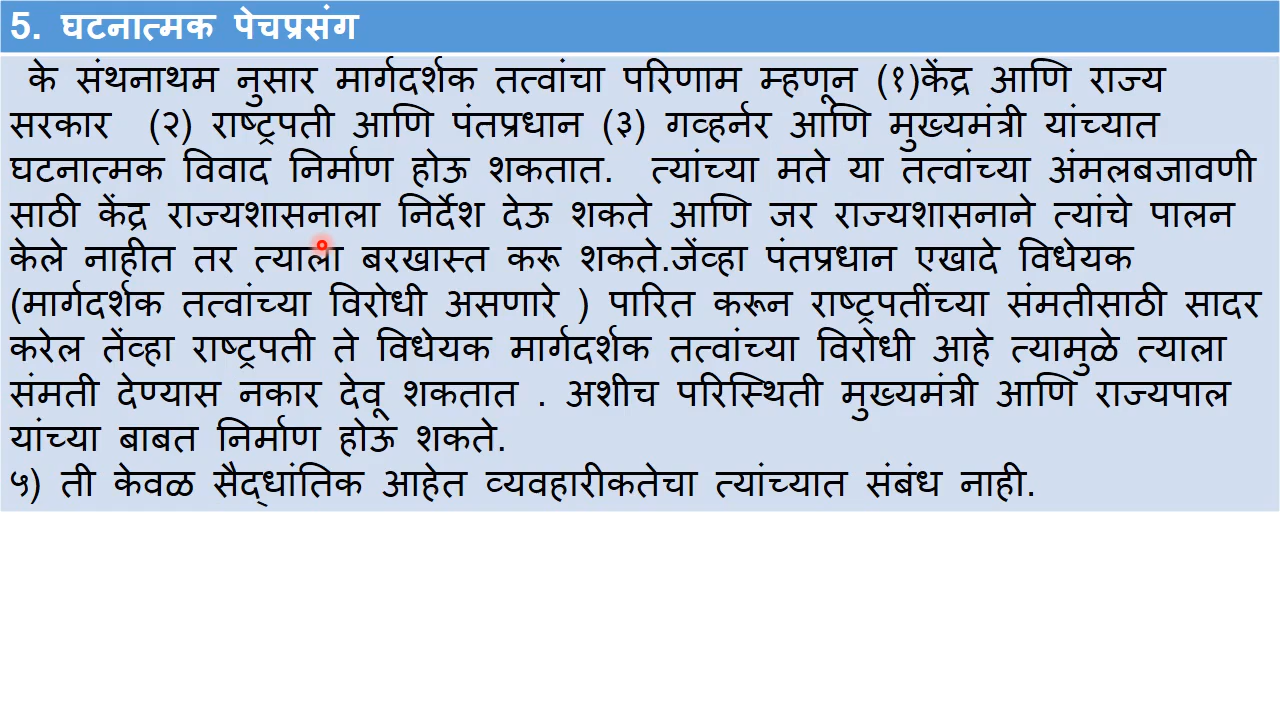 5. घटनात्मक पेचप्रसंग
के संथनाथम नुसार मार्गदर्शक तत्वांचा परिणाम म्हणून (१)केंद्र आणि राज्य
सरकार (२) राष्ट्रपती आणि पंतप्रधान (३) गव्हर्नर आणि मुख्यमंत्री यांच्यात
घटनात्मक विवाद निर्माण होऊ शकतात. त्यांच्या मते या तत्वांच्या अंमलबजावणी
साठी केंद्र राज्यशासनाला निर्देश देऊ शकते आणि जर राज्यशासनाने त्यांचे पालन
केले नाहीत तर त्याला बरखास्त करू शकते.जेंव्हा पंतप्रधान एखादे विधेयक
(मार्गदर्शक तत्वांच्या विरोधी असणारे ) पारित करून राष्ट्रपतींच्या संमतीसाठी सादर
करेल तेंव्हा राष्ट्रपती ते विधेयक मार्गदर्शक तत्वांच्या विरोधी आहे त्यामुळे त्याला
संमती देण्यास नकार देवू शकतात . अशीच परिस्थिती मुख्यमंत्री आणि राज्यपाल
यांच्या बाबत निर्माण होऊ शकते.
५) ती केवळ सैद्धांतिक आहेत व्यवहारीकतेचा त्यांच्यात संबंध नाही.